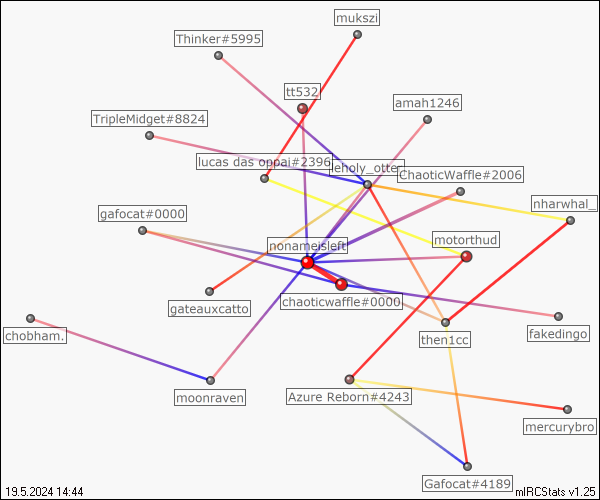 mukszi
Thinker#5995
tt532
amah1246
TripleMidget#8824
lucas das oppai#2396
leholy_otte
ChaoticWaffle#2006
nharwhal_
gafocat#0000
motorthud
nonameisleft
gateauxcatto
chaoticwaffle#0000
fakedingo
chobham.
then1cc
moonraven
Azure Reborn#4243
mercurybro
Gafocat#4189
19.5.2024 14:44
mIRCStats v1.25